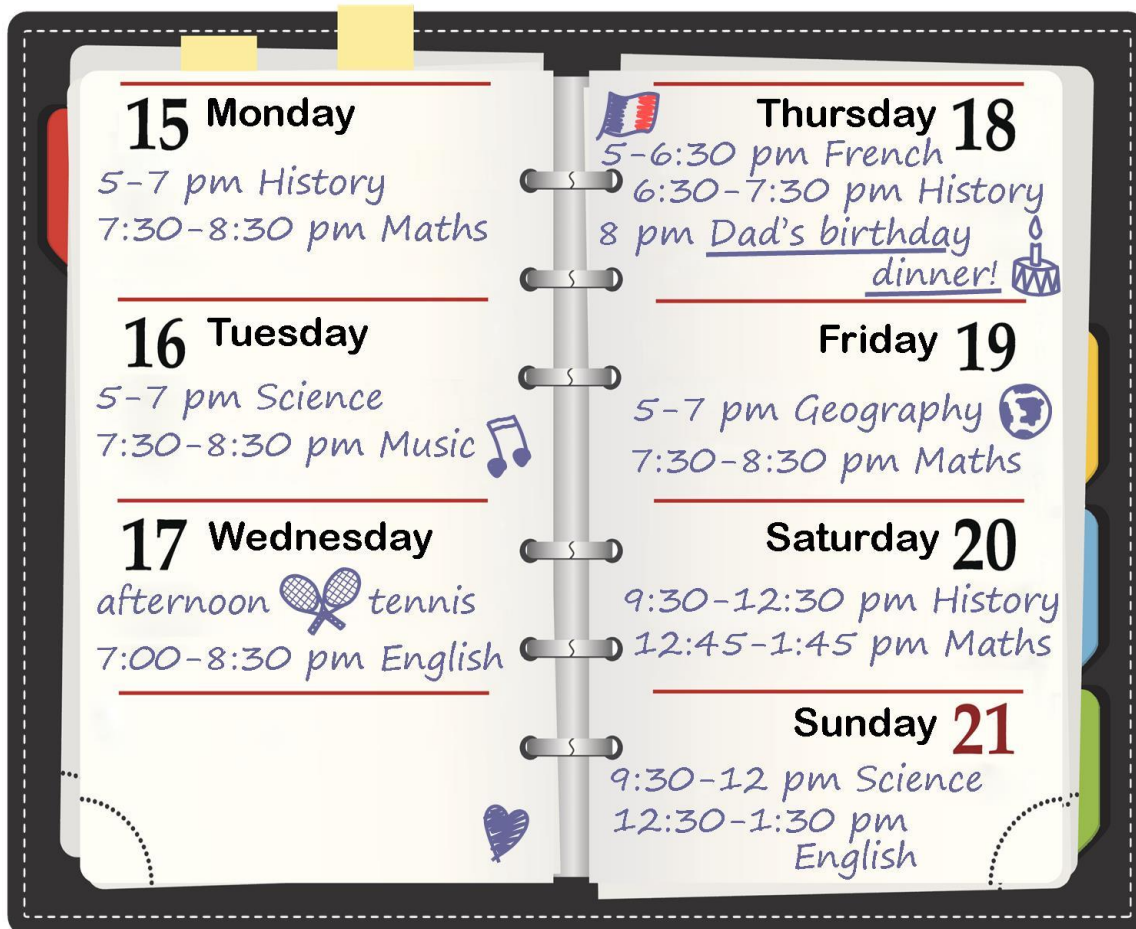 15 Monday
5-7 pm History
7:30-8:30 pm Maths
16 Tuesday
5-7 pm Science
7:30-8:30 pm Music
17 Wednesday
afternoon tennis
7:00-8:30 pm English
Thursday 18
5-6:30 pm French
6:30-7:30 pm History
8 pm Dad's birthday
dinner!
Friday 19
5-7 pm Geography
7:30-8:30 pm Maths
Saturday 20
9:30-12:30 pm History
12:45-1:45 pm Maths
Sunday 21
9:30-12 pm Science
12:30-1:30 pm
English